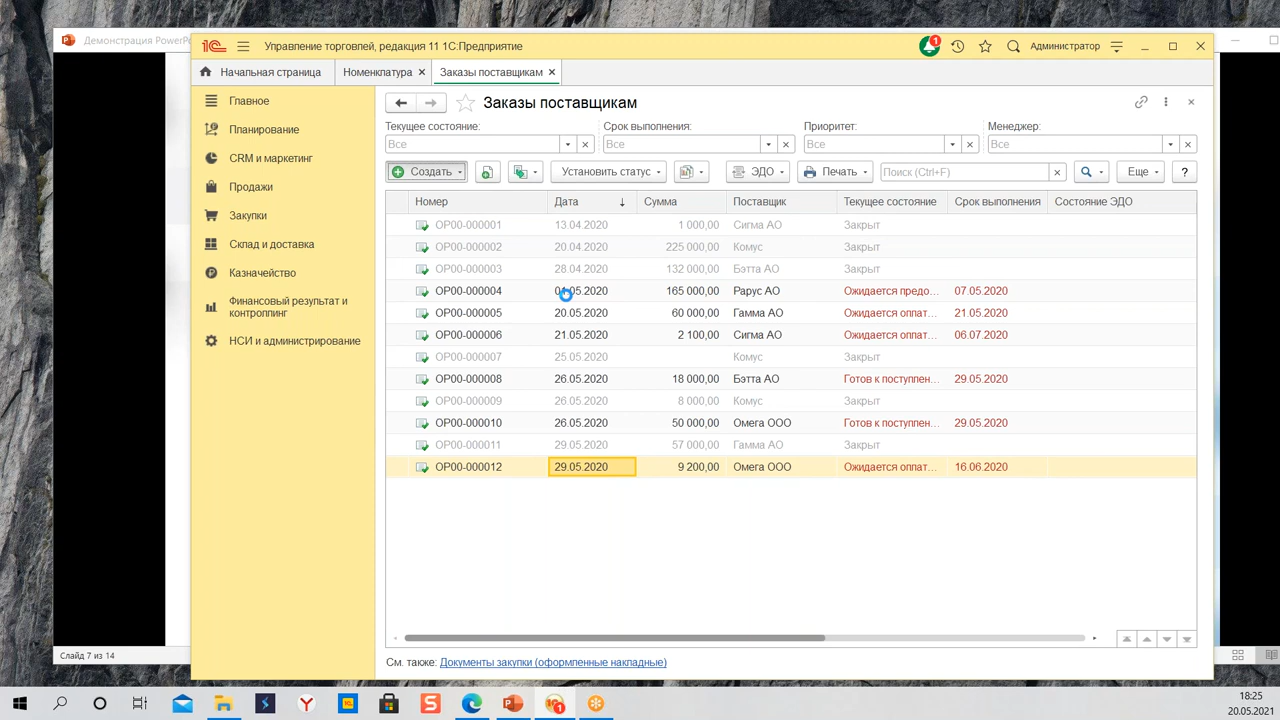 Демонстрация PowerPo
1С Управление торговлей, редакция 11 1С:Предприятие
1
Администратор
Начальная страница
Номенклатура
Заказы поставщикам
Главное
Планирование
CRM и маркетинг
Продажи
Закупки
Склад и доставка
Казначейство
Финансовый результат и
контроллинг
НСИ и администрирование
Заказы поставщикам
Текущее состояние: Срок выполнения: Приоритет: Менеджер:
Все Все Все Все
Создать Установить статус ЭДО Печать Поиск (Ctrl+F) Еще ?
Номер Дата Сумма Поставщик Текущее состояние Срок выполнения Состояние ЭДО
ОР00-000001 13.04.2020 1 000,00 Сигма АО Закрыт
ОР00-000002 20.04.2020 225 000,00 Комус Закрыт
ОР00-000003 28.04.2020 132 000,00 Бэтта АО Закрыт
ОР00-000004 01.05.2020 165 000,00 Рарус АО Ожидается предо... 07.05.2020
ОР00-000005 20.05.2020 60 000,00 Гамма АО Ожидается оплат... 21.05.2020
ОР00-000006 21.05.2020 2 100,00 Сигма АО Ожидается оплат... 06.07.2020
ОР00-000007 25.05.2020 Комус Закрыт
ОР00-000008 26.05.2020 18 000,00 Бэтта АО Готов к поступлен... 29.05.2020
ОР00-000009 26.05.2020 8 000,00 Комус Закрыт
ОР00-000010 26.05.2020 50 000,00 Омега ООО Готов к поступлен... 29.05.2020
ОР00-000011 29.05.2020 57 000,00 Гамма АО Закрыт
ОР00-000012 29.05.2020 9 200,00 Омега ООО Ожидается оплат... 16.06.2020
См. также: Документы закупки (оформленные накладные)
Слайд 7 из 14
18:25
20.05.2021